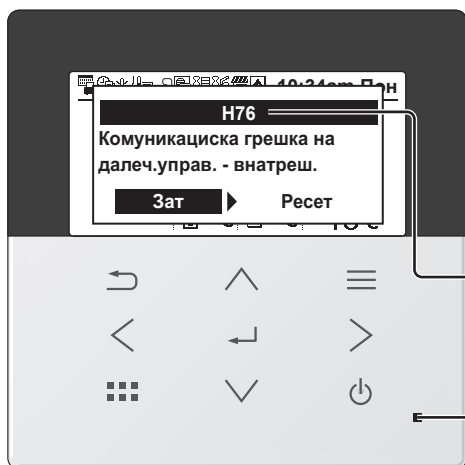 10:34am Пон
H76
Комуникациска грешка на
далеч.управ. - внатреш.
Зат Ресет